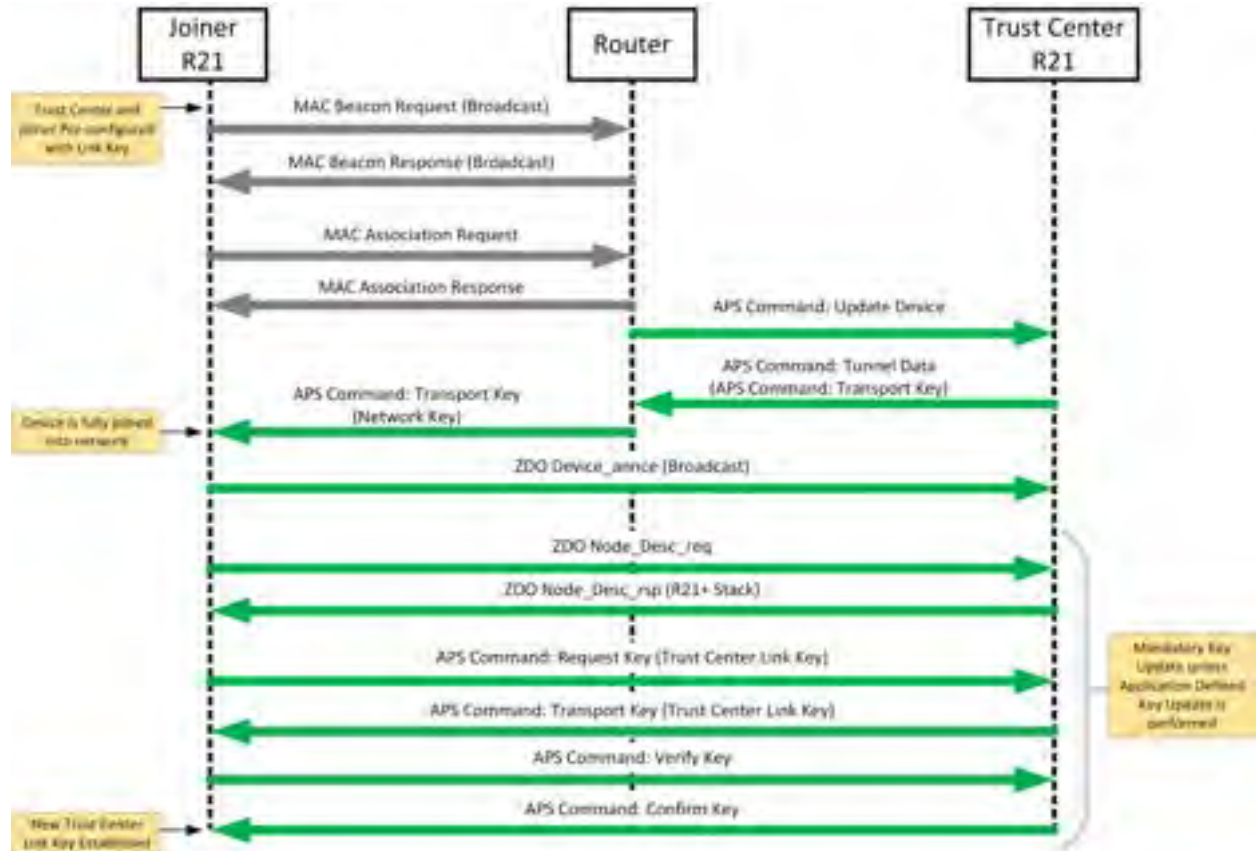 Joiner
R21
Router
Trust Center
R21
Trust Center and
Joiner Pre-configured
with Link Key
MAC Beacon Request (Broadcast)
MAC Beacon Response (Broadcast)
MAC Association Request
MAC Association Response
APS Command: Update Device
APS Command: Tunnel Data
(APS Command: Transport Key)
APS Command: Transport Key
(Network Key)
Device is fully joined
into network
ZDO Device_annce (Broadcast)
ZDO Node_Desc_req
ZDO Node_Desc_rsp (R21+ Stack)
APS Command: Request Key (Trust Center Link Key)
APS Command: Transport Key (Trust Center Link Key)
APS Command: Verify Key
APS Command: Confirm Key
Mandatory Key
Update unless
Application Defined
Key Update is
performed
New Trust Center
Link Key Established